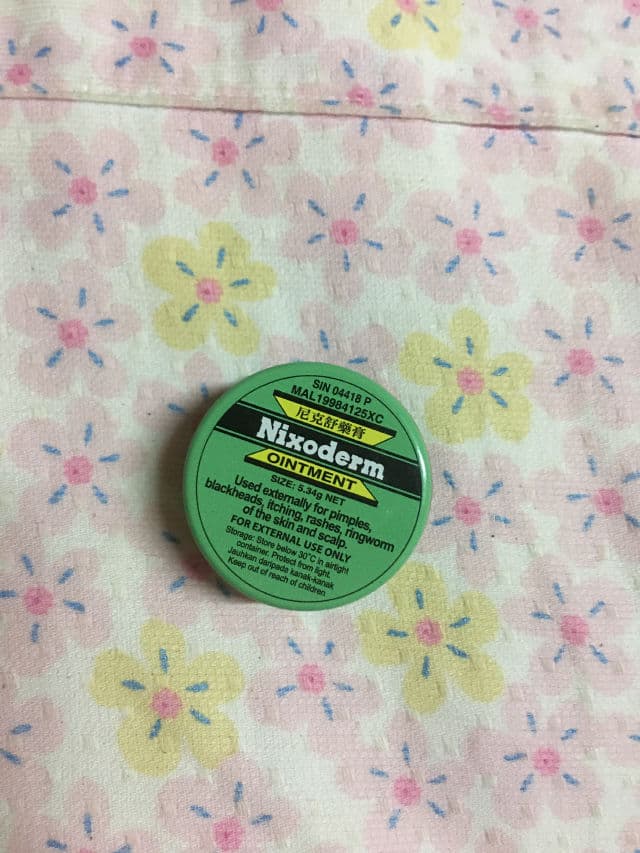 SIN 04418 P
MAL19984125XC
尼克舒藥膏
Nixoderm
OINTMENT
SIZE: 5.34g NET
Used externally for pimples,
blackheads, itching, rashes, ringworm
of the skin and scalp.
FOR EXTERNAL USE ONLY
Storage: Store below 30°C in airtight
container. Protect from light.
Jauhkan daripada kanak-kanak
Keep out of reach of children